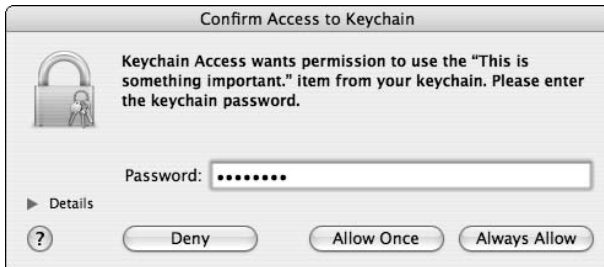 Confirm Access to Keychain
Keychain Access wants permission to use the “This is
something important.” item from your keychain. Please enter
the keychain password.
Password: ••••••••
Details
? Deny Allow Once Always Allow